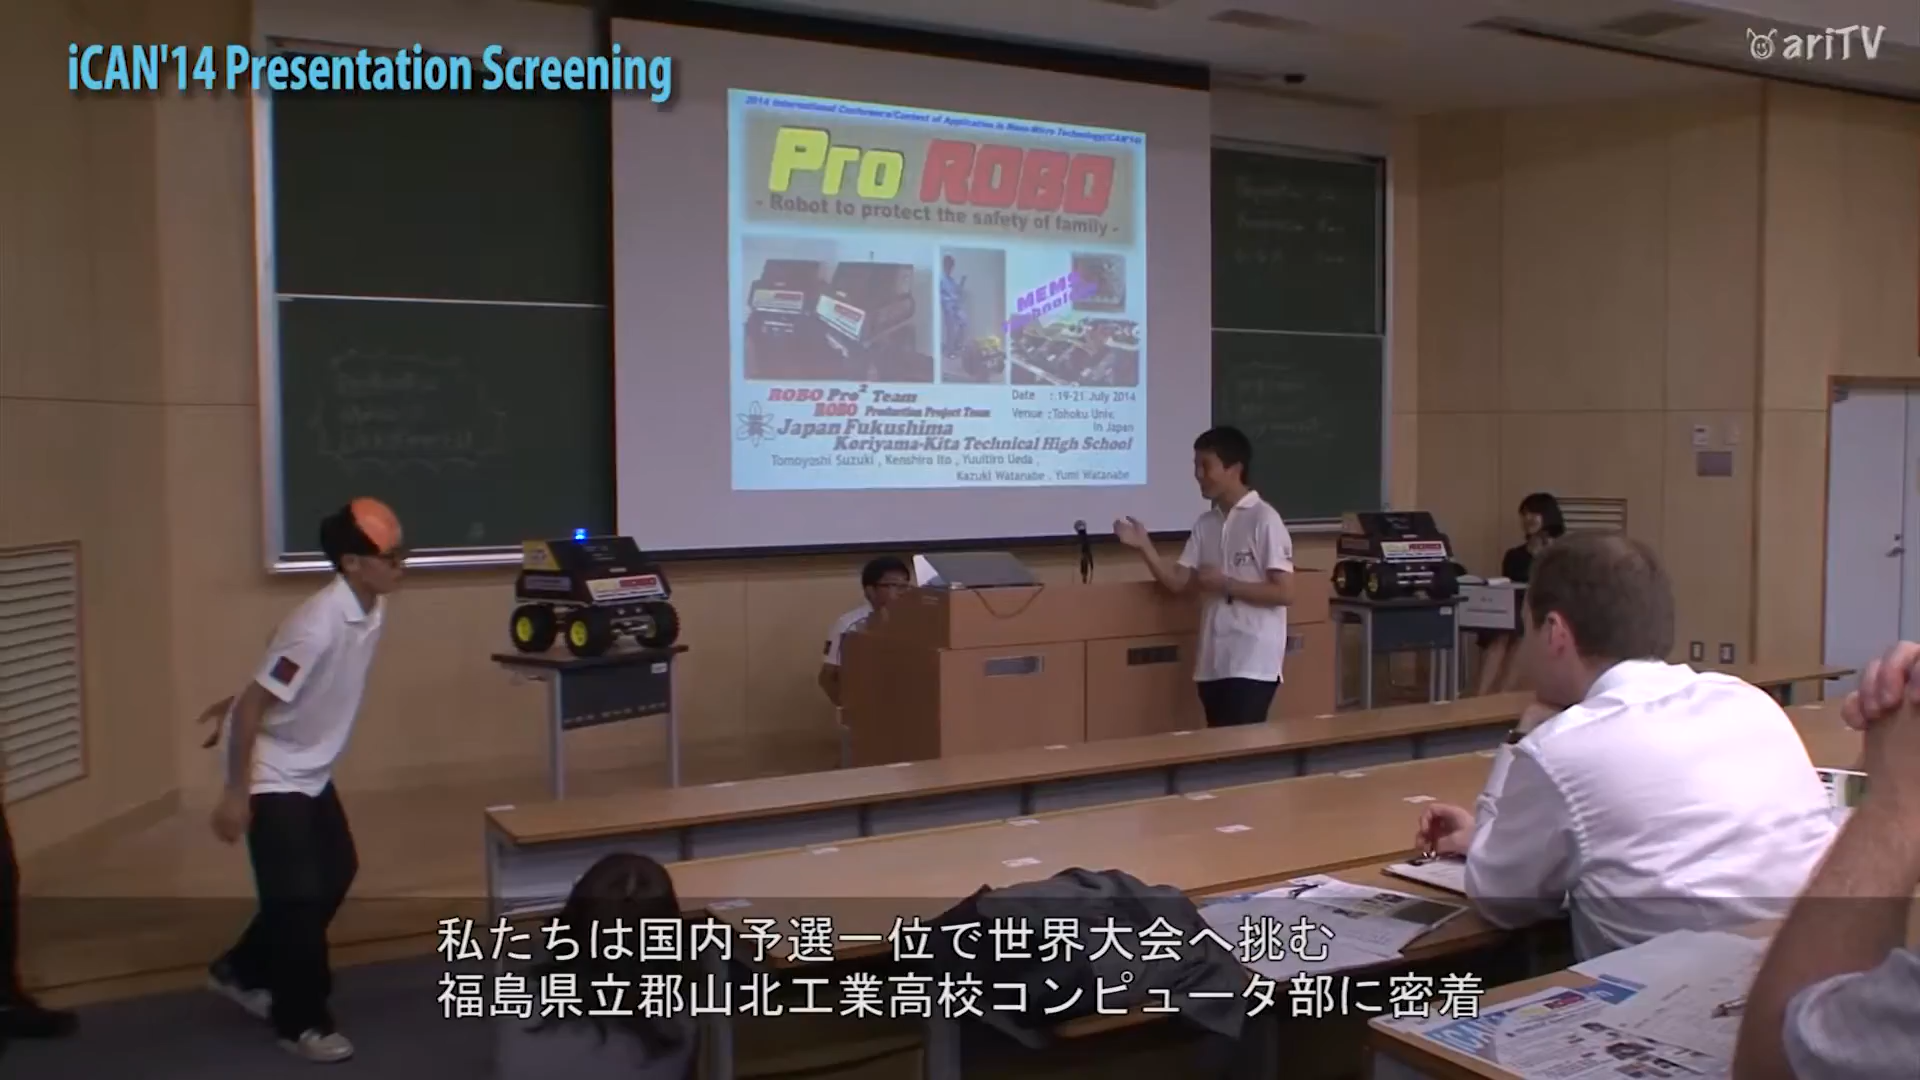 iCAN'14 Presentation Screening
ariTV
2014 International Conference/Contest of Application in Nano-Micro Technology(iCAN'14)
Pro ROBO
- Robot to protect the safety of family -
MEMS
Technology
ROBO Pro² Team
ROBO Production Project Team
Japan Fukushima
Koriyama-Kita Technical High School
Date : 19-21 July 2014
Venue : Tohoku Univ.
in Japan
Tomoyoshi Suzuki , Kenshiro Ito , Yuuitiro Ueda ,
Kazuki Watanabe , Yumi Watanabe
私たちは国内予選一位で世界大会へ挑む
福島県立郡山北工業高校コンピュータ部に密着